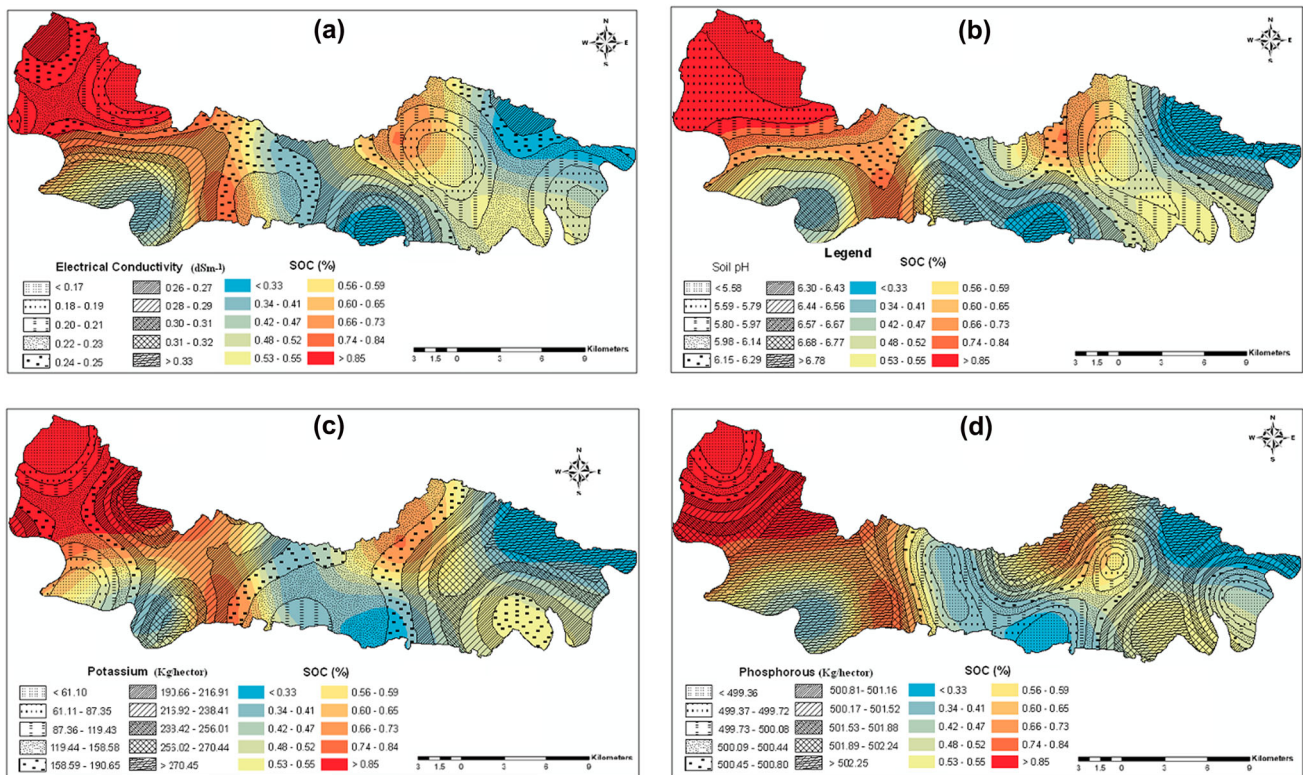 (a)
N
W E
S
Electrical Conductivity (dSm-1) SOC (%)
< 0.17 0.26 - 0.27 <0.33 0.56 - 0.59
0.18 - 0.19 0.28 - 0.29 0.34 - 0.41 0.60 - 0.65
0.20 - 0.21 0.30 - 0.31 0.42 - 0.47 0.66 - 0.73
0.22 - 0.23 0.31 - 0.32 0.48 - 0.52 0.74 - 0.84
0.24 - 0.25 > 0.33 0.53 - 0.55 > 0.85
Kilometers
3 1.5 0 3 6 9
(b)
N
W E
S
Legend
Soil pH SOC (%)
<5.58 6.30 - 6.43 <0.33 0.56 - 0.59
5.59 - 5.79 6.44 - 6.56 0.34 - 0.41 0.60 - 0.65
5.80 - 5.97 6.57 - 6.67 0.42 - 0.47 0.66 - 0.73
5.98 - 6.14 6.68 - 6.77 0.48 - 0.52 0.74 - 0.84
6.15 - 6.29 >6.78 0.53 - 0.55 > 0.85
Kilometers
3 1.5 0 3 6 9
(c)
N
W E
S
Potassium (Kg/hector) SOC (%)
< 61.10 190.66 - 216.91 <0.33 0.56 - 0.59
61.11 - 87.35 216.92 - 238.41 0.34 - 0.41 0.60 - 0.65
87.36 - 119.43 238.42 - 256.01 0.42 - 0.47 0.66 - 0.73
119.44 - 158.58 256.02 - 270.44 0.48 - 0.52 0.74 - 0.84
158.59 - 190.65 > 270.45 0.53 - 0.55 > 0.85
Kilometers
3 1.5 0 3 6 9
(d)
N
W E
S
Phosphorous (Kg/hector) SOC (%)
< 499.36 500.81- 501.16 <0.33 0.56 - 0.59
499.37 - 499.72 500.17 - 501.52 0.34 - 0.41 0.60 - 0.65
499.73 - 500.08 501.53 - 501.88 0.42 - 0.47 0.66 - 0.73
500.09 - 500.44 501.89 - 502.24 0.48 - 0.52 0.74 - 0.84
500.45 - 500.80 > 502.25 0.53 - 0.55 > 0.85
Kilometers
3 1.5 0 3 6 9